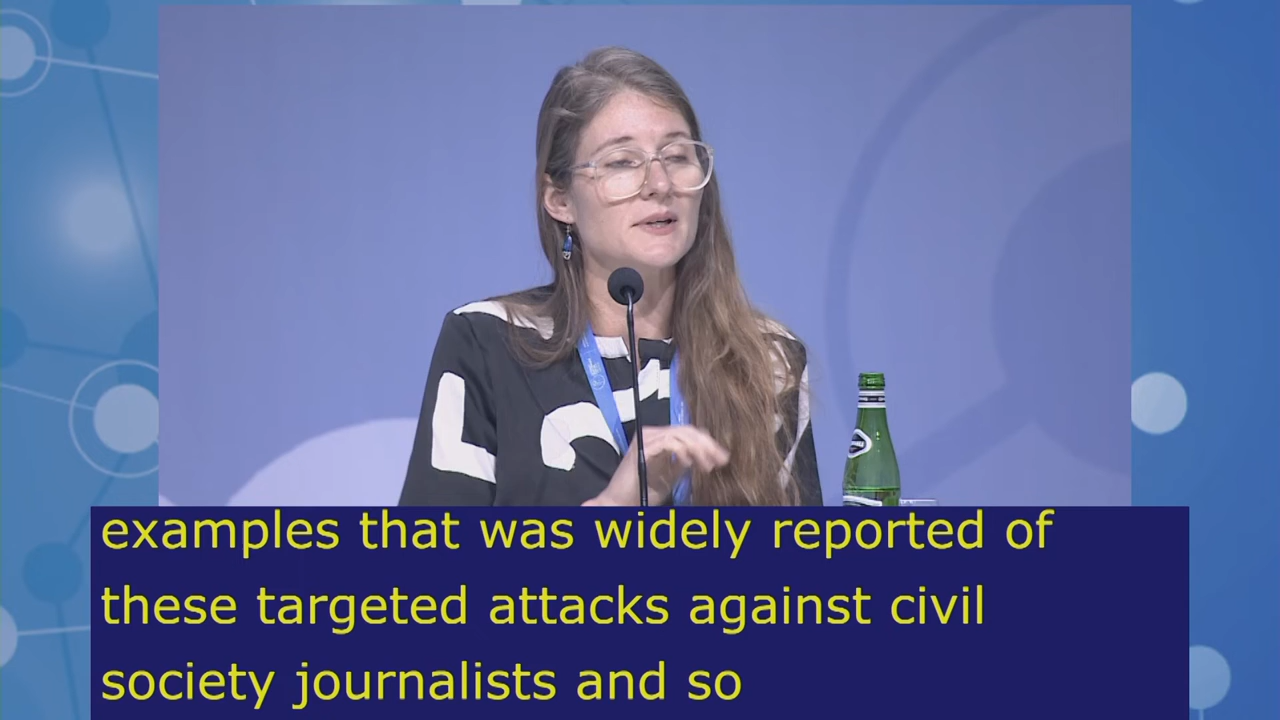 examples that was widely reported of
these targeted attacks against civil
society journalists and so